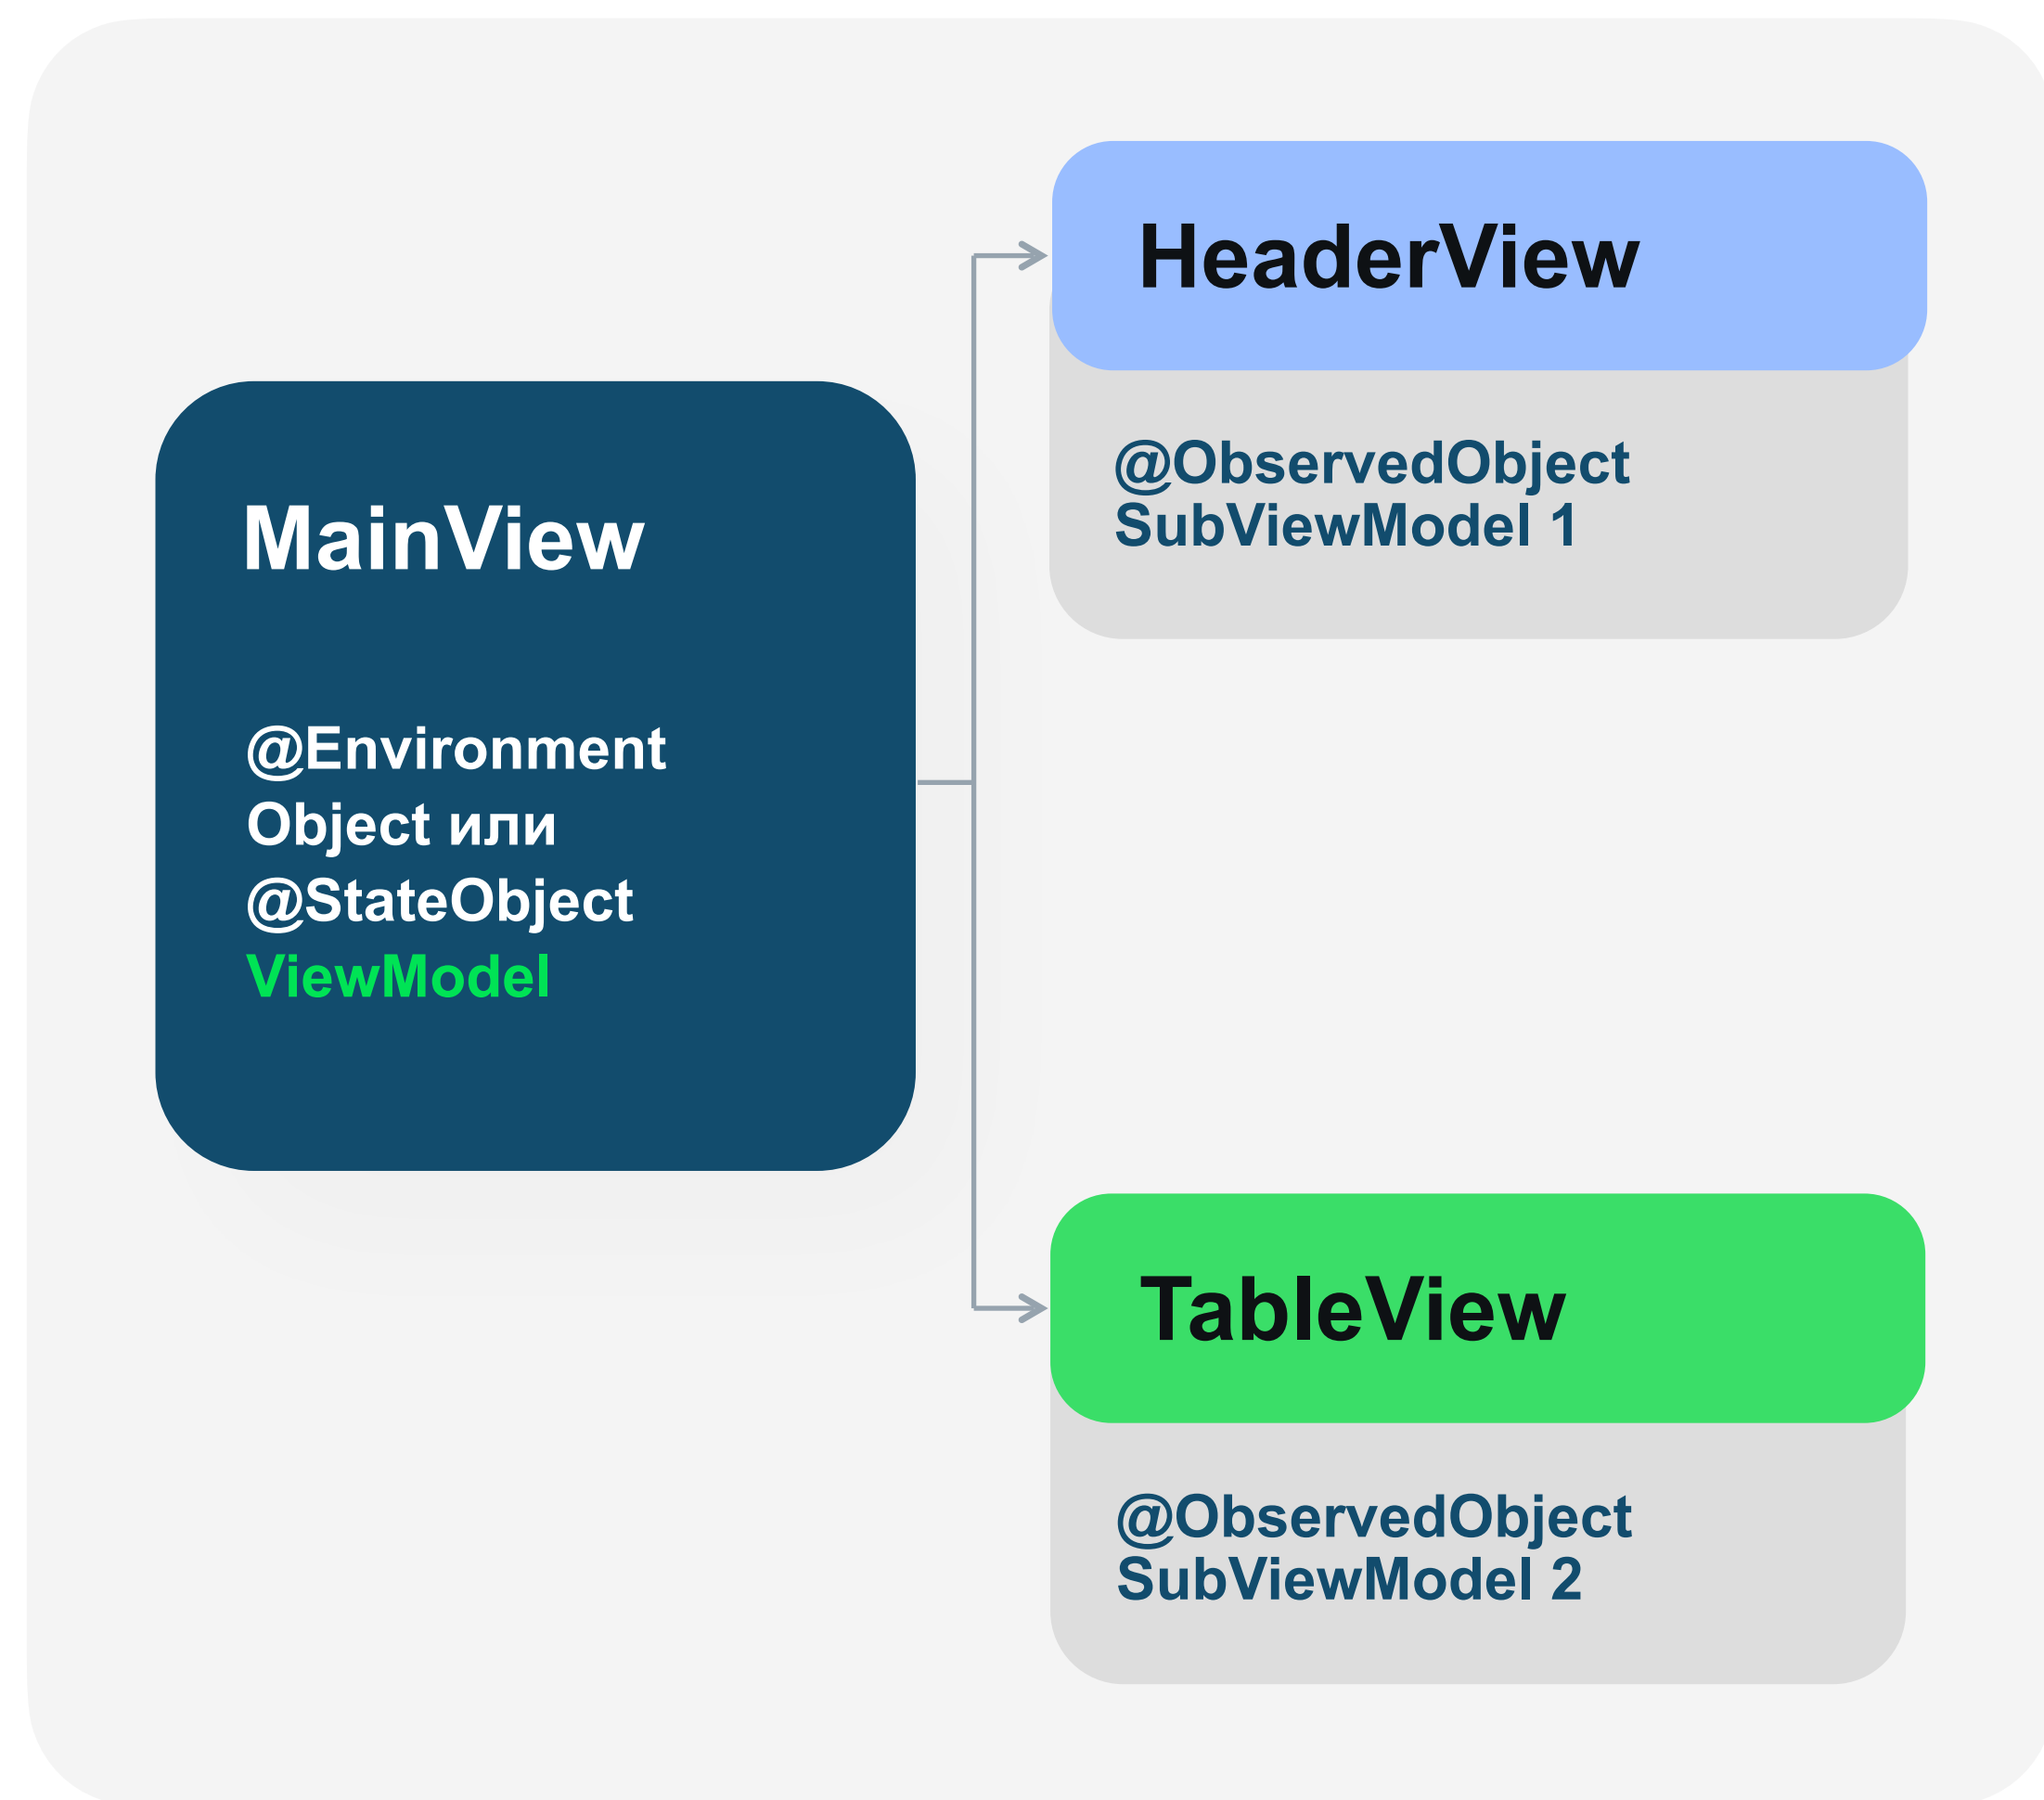 MainView
@Environment
Object или
@StateObject
ViewModel
HeaderView
@ObservedObject
SubViewModel 1
TableView
@ObservedObject
SubViewModel 2